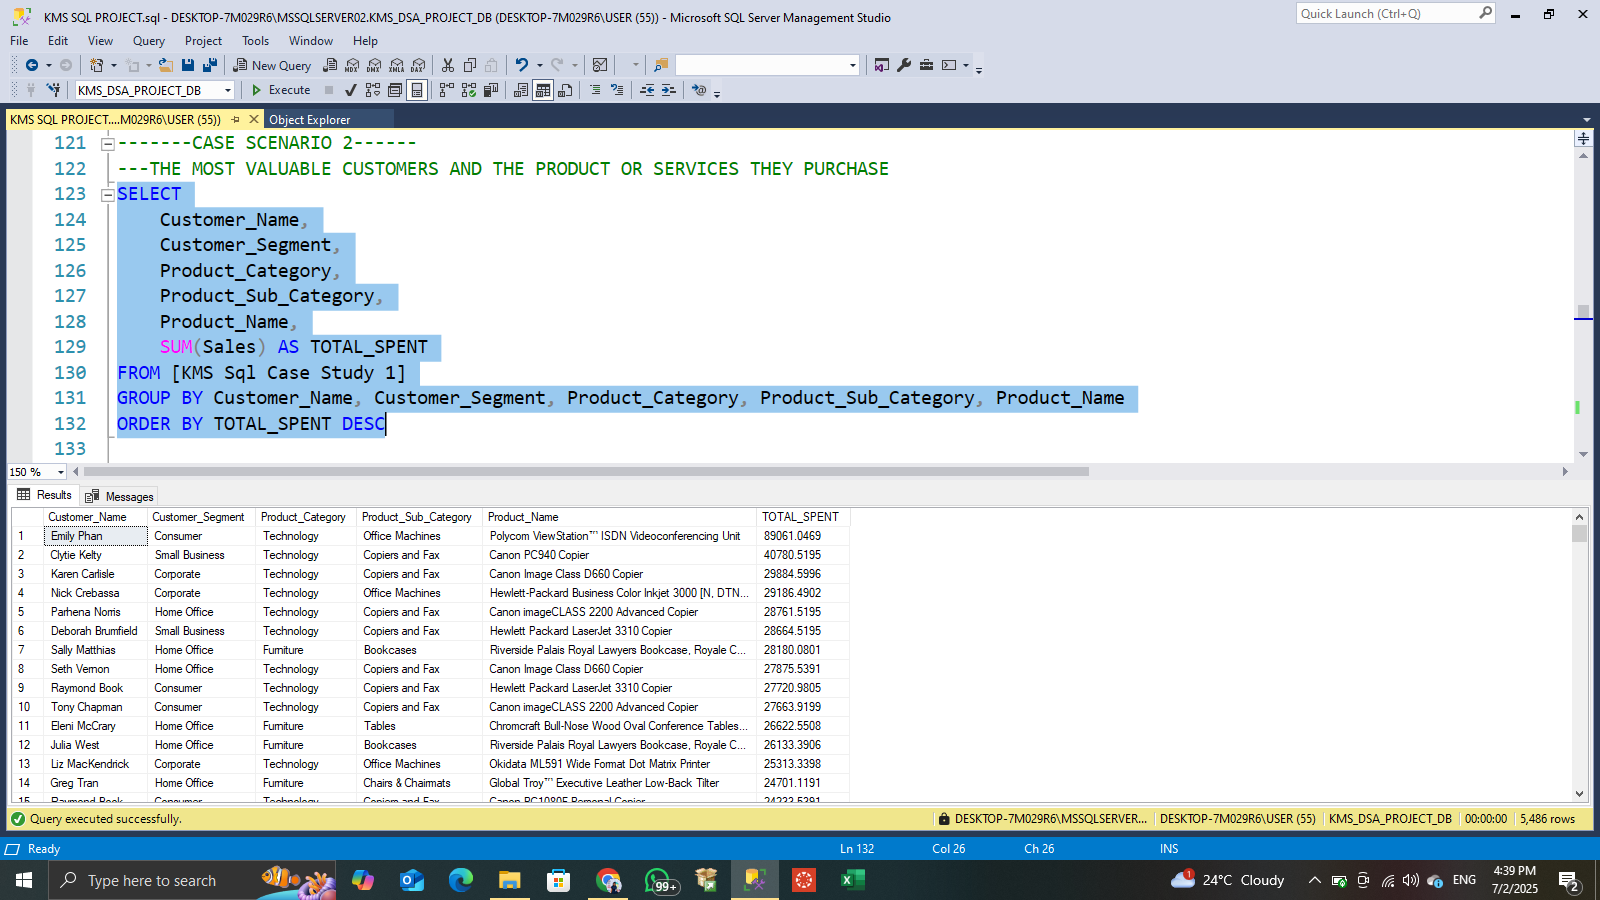 KMS SQL PROJECT.sql - DESKTOP-7M029R6\MSSQLSERVER02.KMS_DSA_PROJECT_DB (DESKTOP-7M029R6\USER (55)) - Microsoft SQL Server Management Studio
Quick Launch (Ctrl+Q)
File Edit View Query Project Tools Window Help
New Query MDX DMX XMLA DAX
KMS_DSA_PROJECT_DB Execute
KMS SQL PROJECT....M029R6\USER (55)) Object Explorer
121 -------CASE SCENARIO 2------
122 ---THE MOST VALUABLE CUSTOMERS AND THE PRODUCT OR SERVICES THEY PURCHASE
123 SELECT
124 Customer_Name,
125 Customer_Segment,
126 Product_Category,
127 Product_Sub_Category,
128 Product_Name,
129 SUM(Sales) AS TOTAL_SPENT
130 FROM [KMS Sql Case Study 1]
131 GROUP BY Customer_Name, Customer_Segment, Product_Category, Product_Sub_Category, Product_Name
132 ORDER BY TOTAL_SPENT DESC
133
150 %
Results Messages
Customer_Name Customer_Segment Product_Category Product_Sub_Category Product_Name TOTAL_SPENT
1 Emily Phan Consumer Technology Office Machines Polycom ViewStation™ ISDN Videoconferencing Unit 89061.0469
2 Clytie Kelty Small Business Technology Copiers and Fax Canon PC940 Copier 40780.5195
3 Karen Carlisle Corporate Technology Copiers and Fax Canon Image Class D660 Copier 29884.5996
4 Nick Crebassa Corporate Technology Office Machines Hewlett-Packard Business Color Inkjet 3000 [N, DTN... 29186.4902
5 Parhena Norris Home Office Technology Copiers and Fax Canon imageCLASS 2200 Advanced Copier 28761.5195
6 Deborah Brumfield Small Business Technology Copiers and Fax Hewlett Packard LaserJet 3310 Copier 28664.5195
7 Sally Matthias Home Office Furniture Bookcases Riverside Palais Royal Lawyers Bookcase, Royale C... 28180.0801
8 Seth Vernon Home Office Technology Copiers and Fax Canon Image Class D660 Copier 27875.5391
9 Raymond Book Consumer Technology Copiers and Fax Hewlett Packard LaserJet 3310 Copier 27720.9805
10 Tony Chapman Consumer Technology Copiers and Fax Canon imageCLASS 2200 Advanced Copier 27663.9199
11 Eleni McCrary Home Office Furniture Tables Chromcraft Bull-Nose Wood Oval Conference Tables... 26622.5508
12 Julia West Home Office Furniture Bookcases Riverside Palais Royal Lawyers Bookcase, Royale C... 26133.3906
13 Liz MacKendrick Corporate Technology Office Machines Okidata ML591 Wide Format Dot Matrix Printer 25313.3398
14 Greg Tran Home Office Furniture Chairs & Chairmats Global Troy™ Executive Leather Low-Back Tilter 24701.1191
15 Raymond Book Consumer Technology Copiers and Fax Canon PC1080F Personal Copier 24233.5391
Query executed successfully. DESKTOP-7M029R6\MSSQLSERVER... DESKTOP-7M029R6\USER (55) KMS_DSA_PROJECT_DB 00:00:00 5,486 rows
Ready Ln 132 Col 26 Ch 26 INS
Type here to search 99+ 1 24°C Cloudy ENG 4:39 PM
7/2/2025 2